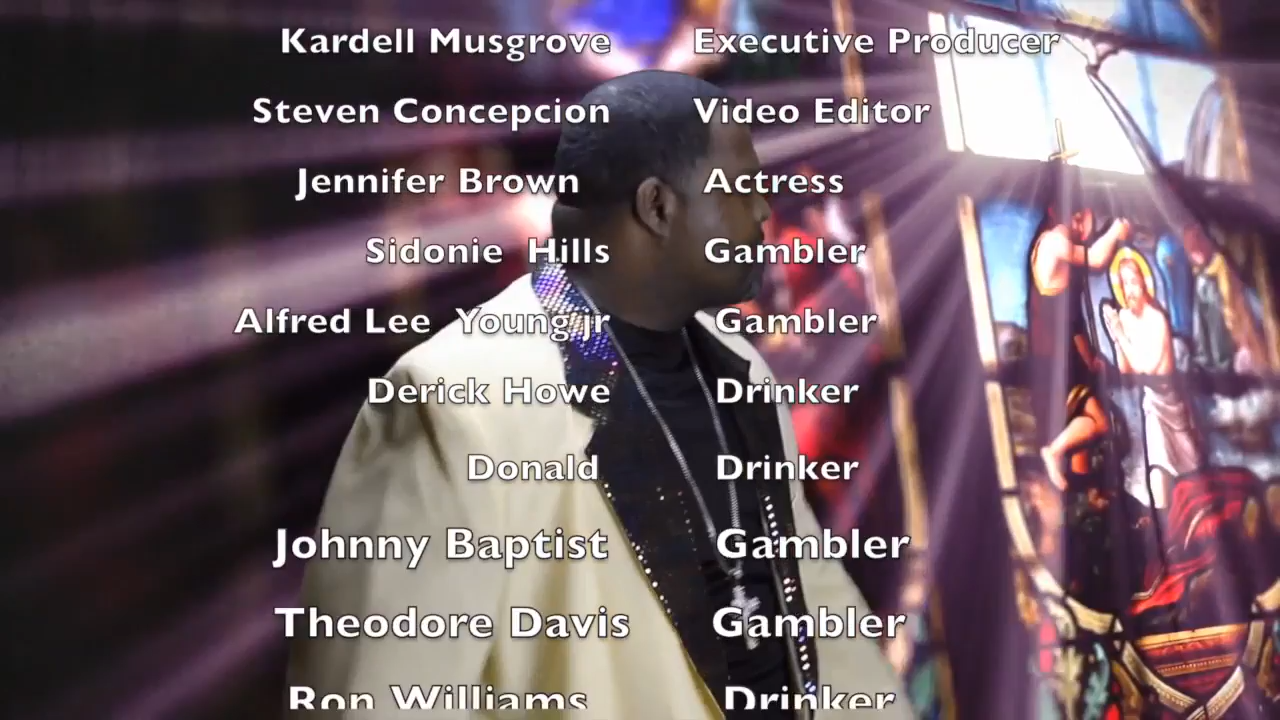 Kardell Musgrove Executive Producer
Steven Concepcion Video Editor
Jennifer Brown Actress
Sidonie Hills Gambler
Alfred Lee Young jr Gambler
Derick Howe Drinker
Donald Drinker
Johnny Baptist Gambler
Theodore Davis Gambler
Ron Williams Drinker